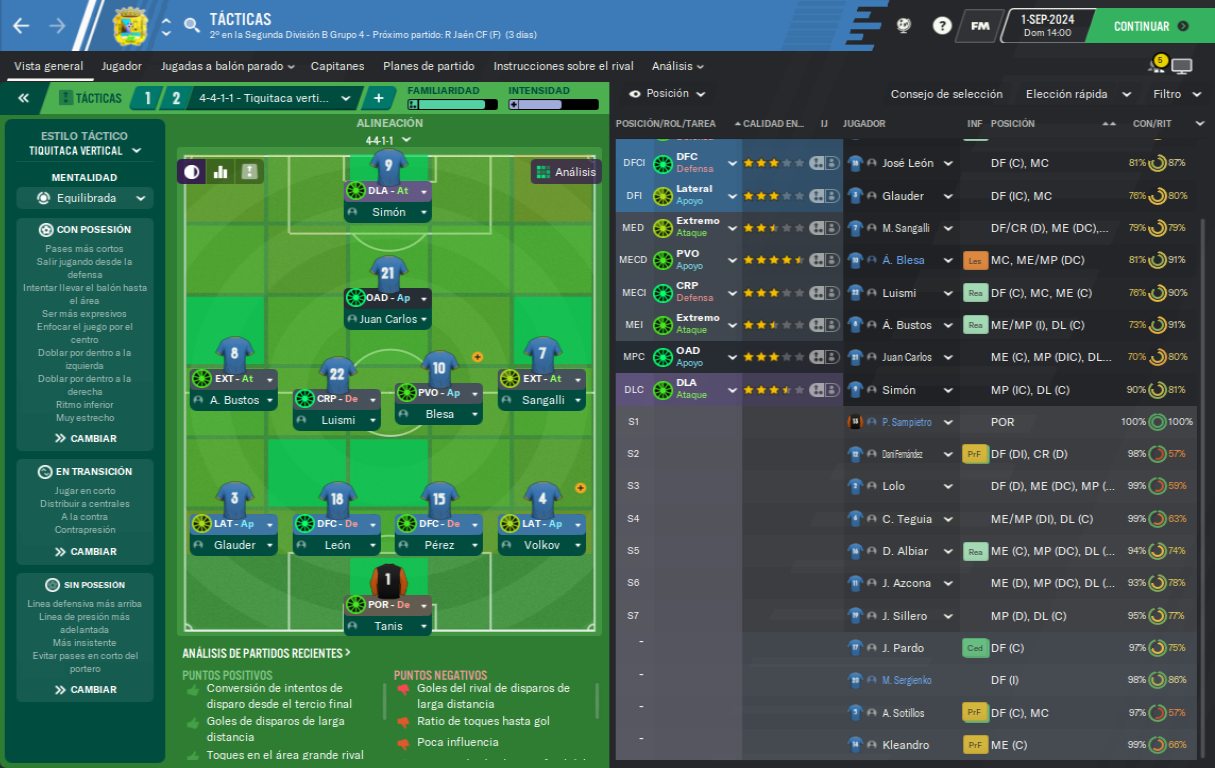 TÁCTICAS
2º en la Segunda División B Grupo 4 - Próximo partido: R Jaén CF (F) (3 días)
?
FM
1-SEP-2024
Dom 14:00
CONTINUAR
Vista general
Jugador
Jugadas a balón parado
Capitanes
Planes de partido
Instrucciones sobre el rival
Análisis
5
TÁCTICAS
1
2
4-4-1-1 - Tiquitaca verti...
+
FAMILIARIDAD
INTENSIDAD
ESTILO TÁCTICO
TIQUITACA VERTICAL
MENTALIDAD
Equilibrada
CON POSESIÓN
Pases más cortos
Salir jugando desde la
defensa
Intentar llevar el balón hasta
el área
Ser más expresivos
Enfocar el juego por el
centro
Doblar por dentro a la
izquierda
Doblar por dentro a la
derecha
Ritmo inferior
Muy estrecho
CAMBIAR
EN TRANSICIÓN
Jugar en corto
Distribuir a centrales
A la contra
Contrapresión
CAMBIAR
SIN POSESIÓN
Línea defensiva más arriba
Línea de presión más
adelantada
Más insistente
Evitar pases en corto del
portero
CAMBIAR
ALINEACIÓN
4-4-1-1
Análisis
9
DLA - At
Simón
21
OAD - Ap
Juan Carlos
8
EXT - At
A. Bustos
22
CRP - De
Luismi
10
PVO - Ap
Blesa
7
EXT - At
Sangalli
3
LAT - Ap
Glauder
18
DFC - De
León
15
DFC - De
Pérez
4
LAT - Ap
Volkov
1
POR - De
Tanis
ANÁLISIS DE PARTIDOS RECIENTES >
PUNTOS POSITIVOS
Conversión de intentos de
disparo desde el tercio final
Goles de disparos de larga
distancia
Toques en el área grande rival
PUNTOS NEGATIVOS
Goles del rival de disparos de
larga distancia
Ratio de toques hasta gol
Poca influencia
Posición
Consejo de selección
Elección rápida
Filtro
POSICIÓN/ROL/TAREA
CALIDAD EN...
IJ
JUGADOR
INF
POSICIÓN
CON/RIT
DFCI DFC Defensa José León DF (C), MC 81% 87%
DFI Lateral Apoyo Glauder DF (IC), MC 76% 80%
MED Extremo Ataque M. Sangalli DF/CR (D), ME (DC),... 79% 79%
MECD PVO Apoyo Á. Blesa Les MC, ME/MP (DC) 81% 91%
MECI CRP Defensa Luismi Rea DF (C), MC, ME (C) 76% 90%
MEI Extremo Ataque Á. Bustos Rea ME/MP (I), DL (C) 73% 91%
MPC OAD Apoyo Juan Carlos ME (C), MP (DIC), DL... 70% 80%
DLC DLA Ataque Simón MP (IC), DL (C) 90% 81%
S1 P. Sampietro POR 100% 100%
S2 Dani Fernández PrF DF (DI), CR (D) 98% 57%
S3 Lolo DF (D), ME (DC), MP (... 99% 59%
S4 C. Teguia ME/MP (DI), DL (C) 99% 63%
S5 D. Albiar Rea ME (C), MP (DC), DL (... 94% 74%
S6 J. Azcona ME (D), MP (DC), DL (... 93% 78%
S7 J. Sillero MP (D), DL (C) 95% 77%
- J. Pardo Ced DF (C) 97% 75%
- M. Sergienko DF (I) 98% 86%
- A. Sotillos PrF DF (C), MC 97% 57%
- Kleandro PrF ME (C) 99% 66%